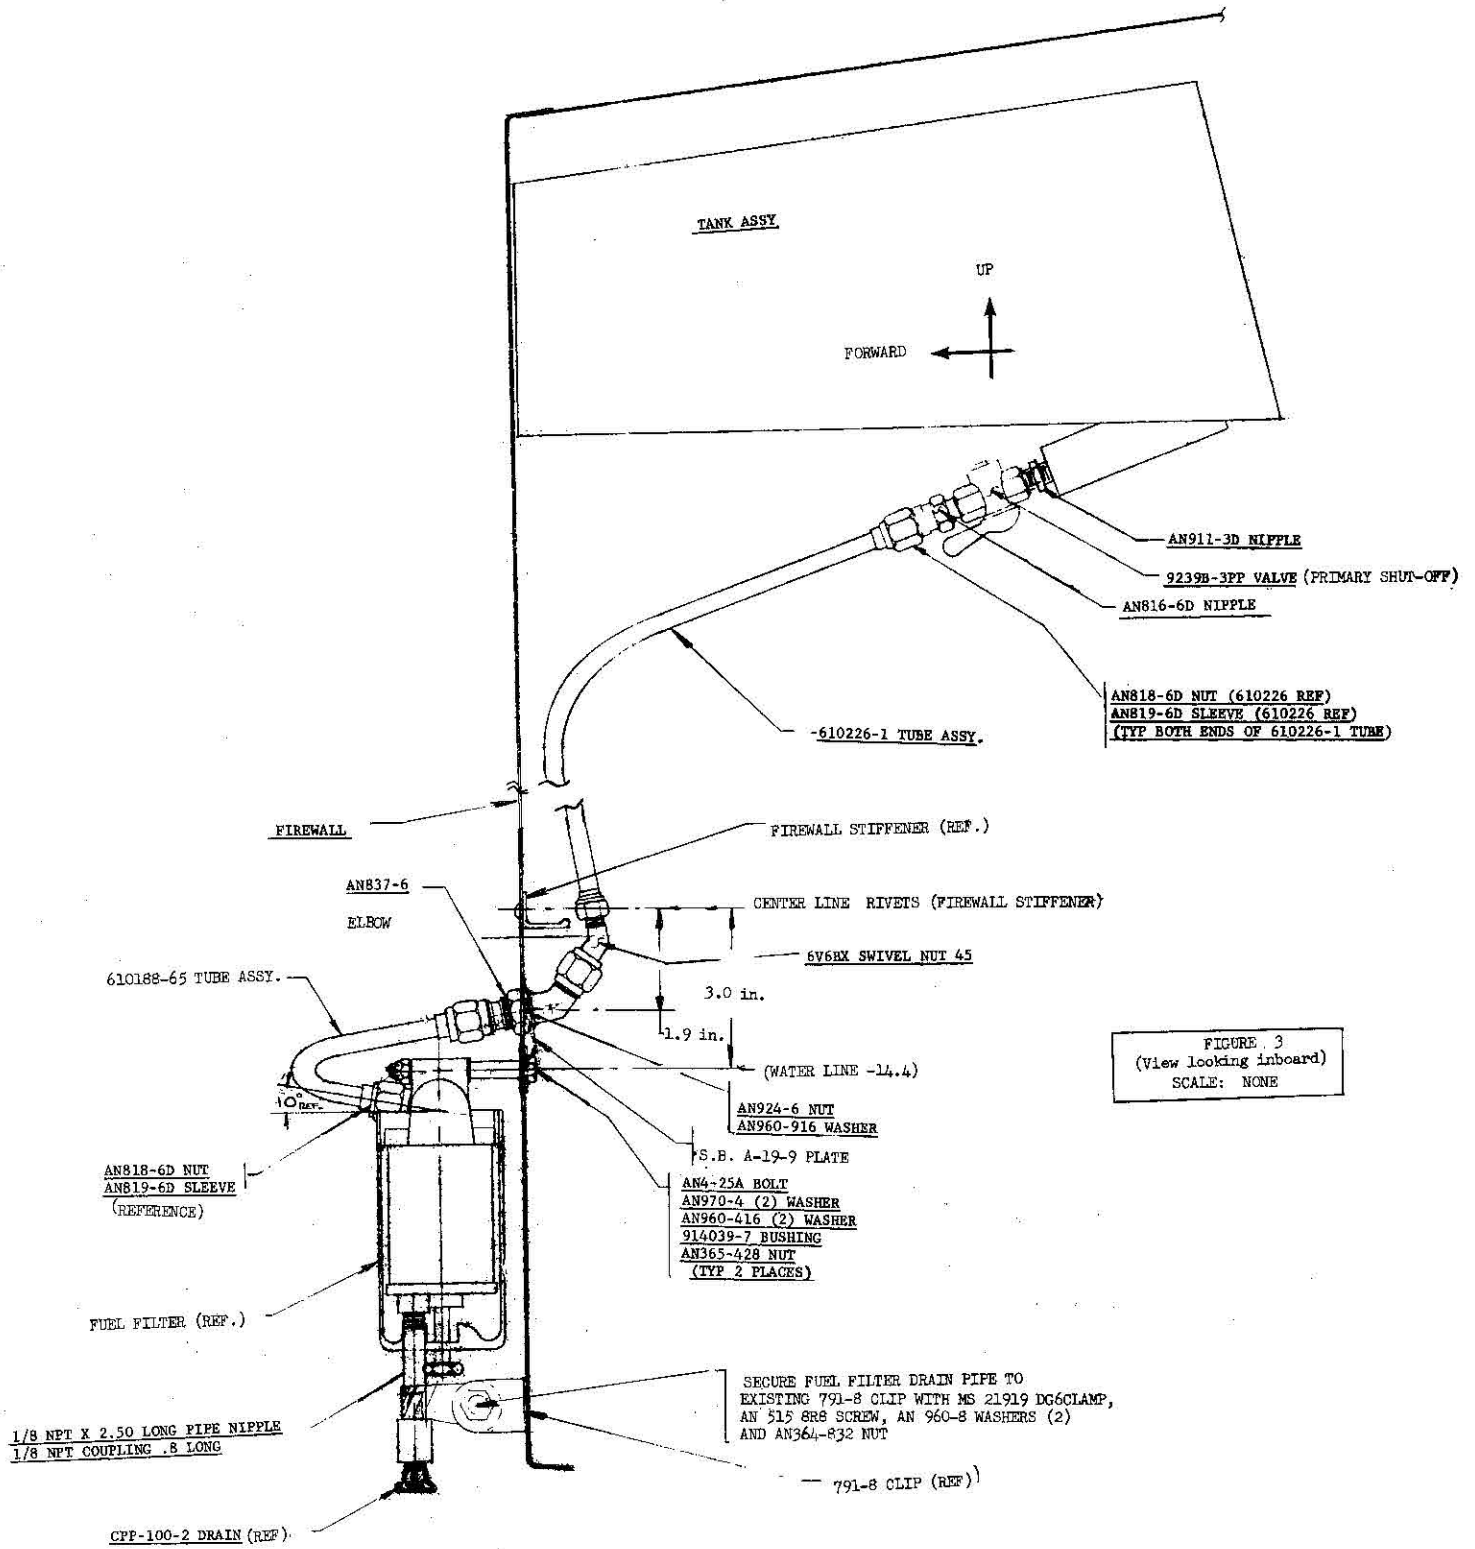 TANK ASSY
UP
FORWARD
AN911-3D NIPPLE
9239B-3PP VALVE (PRIMARY SHUT-OFF)
AN816-6D NIPPLE
AN818-6D NUT (610226 REF)
AN819-6D SLEEVE (610226 REF)
(TYP BOTH ENDS OF 610226-1 TUBE)
-610226-1 TUBE ASSY.
FIREWALL
FIREWALL STIFFENER (REF.)
AN837-6
ELBOW
CENTER LINE RIVETS (FIREWALL STIFFENER)
6V6BX SWIVEL NUT 45
610188-65 TUBE ASSY.
3.0 in.
1.9 in.
FIGURE 3
(View looking inboard)
SCALE: NONE
(WATER LINE -14.4)
10° REF.
AN924-6 NUT
AN960-916 WASHER
S.B. A-19-9 PLATE
AN818-6D NUT
AN819-6D SLEEVE
(REFERENCE)
AN4-25A BOLT
AN970-4 (2) WASHER
AN960-416 (2) WASHER
914039-7 BUSHING
AN365-428 NUT
(TYP 2 PLACES)
FUEL FILTER (REF.)
SECURE FUEL FILTER DRAIN PIPE TO
EXISTING 791-8 CLIP WITH MS 21919 DG6CLAMP,
AN 515 8R8 SCREW, AN 960-8 WASHERS (2)
AND AN364-832 NUT
1/8 NPT X 2.50 LONG PIPE NIPPLE
1/8 NPT COUPLING .8 LONG
791-8 CLIP (REF)
CPP-100-2 DRAIN (REF)